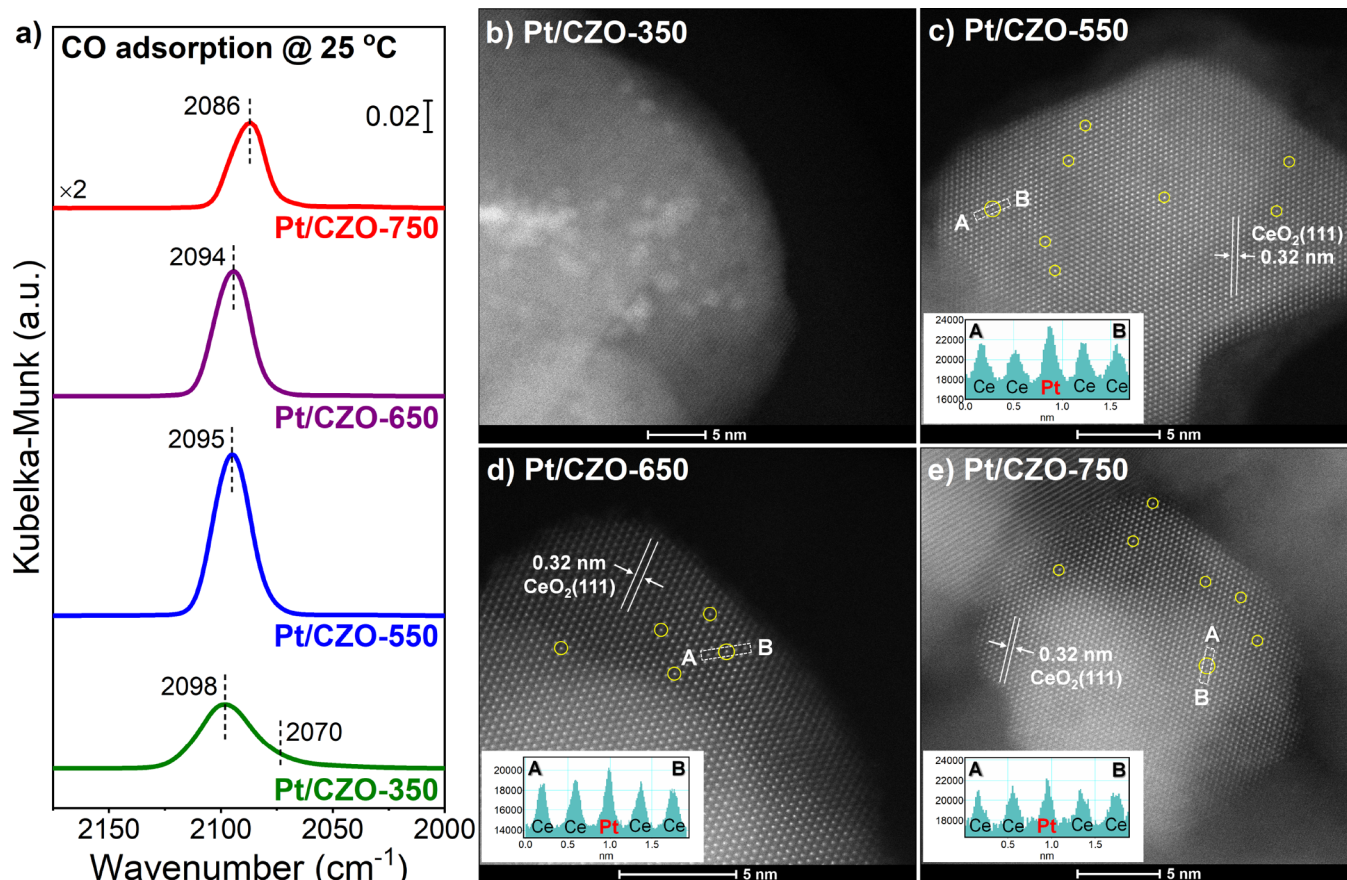 a)
CO adsorption @ 25 °C
2086
0.02
×2
Pt/CZO-750
2094
Pt/CZO-650
2095
Pt/CZO-550
2098
2070
Pt/CZO-350
Kubelka-Munk (a.u.)
2150 2100 2050 2000
Wavenumber (cm⁻¹)
b) Pt/CZO-350
5 nm
c) Pt/CZO-550
A B
CeO₂(111)
0.32 nm
A B
24000
22000
20000
18000
16000
Ce Ce Pt Ce Ce
0.0 0.5 1.0 1.5
nm
5 nm
d) Pt/CZO-650
0.32 nm
CeO₂(111)
A B
A B
20000
18000
16000
14000
Ce Ce Pt Ce Ce
0.0 0.5 1.0 1.5
nm
5 nm
e) Pt/CZO-750
A
0.32 nm
CeO₂(111)
B
A B
24000
22000
20000
18000
Ce Ce Pt Ce Ce
0.5 1.0 1.5
nm
5 nm